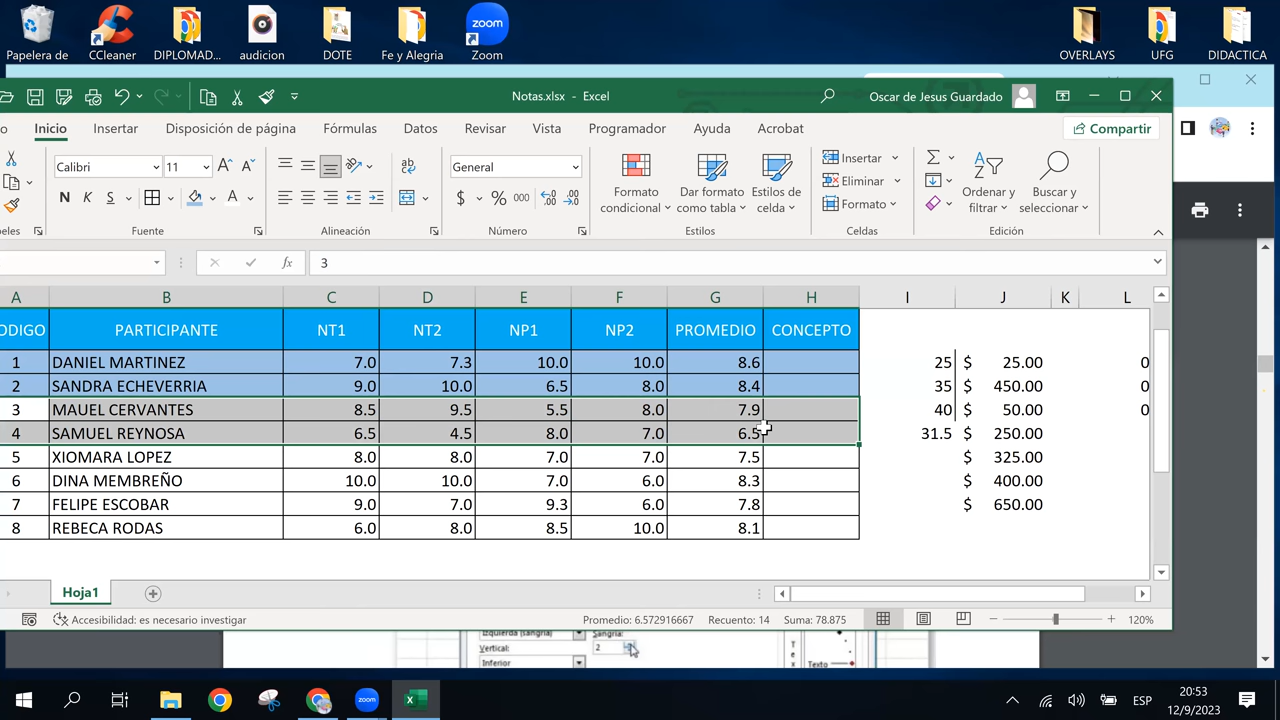 Papelera de
CCleaner
DIPLOMAD...
audicion
DOTE
Fe y Alegria
Zoom
zoom
OVERLAYS
UFG
DIDACTICA
Notas.xlsx - Excel
Oscar de Jesus Guardado
o
Inicio
Insertar
Disposición de página
Fórmulas
Datos
Revisar
Vista
Programador
Ayuda
Acrobat
Compartir
Calibri
11
General
N K S
$ % 000
Formato condicional
Dar formato como tabla
Estilos de celda
Insertar
Eliminar
Formato
Ordenar y filtrar
Buscar y seleccionar
peles
Fuente
Alineación
Número
Estilos
Celdas
Edición
fx 3
A B C D E F G H I J K L
ODIGO PARTICIPANTE NT1 NT2 NP1 NP2 PROMEDIO CONCEPTO
1 DANIEL MARTINEZ 7.0 7.3 10.0 10.0 8.6 25 $ 25.00 0
2 SANDRA ECHEVERRIA 9.0 10.0 6.5 8.0 8.4 35 $ 450.00 0
3 MAUEL CERVANTES 8.5 9.5 5.5 8.0 7.9 40 $ 50.00 0
4 SAMUEL REYNOSA 6.5 4.5 8.0 7.0 6.5 31.5 $ 250.00
5 XIOMARA LOPEZ 8.0 8.0 7.0 7.0 7.5 $ 325.00
6 DINA MEMBREÑO 10.0 10.0 7.0 6.0 8.3 $ 400.00
7 FELIPE ESCOBAR 9.0 7.0 9.3 6.0 7.8 $ 650.00
8 REBECA RODAS 6.0 8.0 8.5 10.0 8.1
Hoja1
Accesibilidad: es necesario investigar
Promedio: 6.572916667
Recuento: 14
Suma: 78.875
120%
Izquierda (sangría)
Sangría:
Vertical:
2
Inferior
Texto
zoom
ESP
20:53
12/9/2023